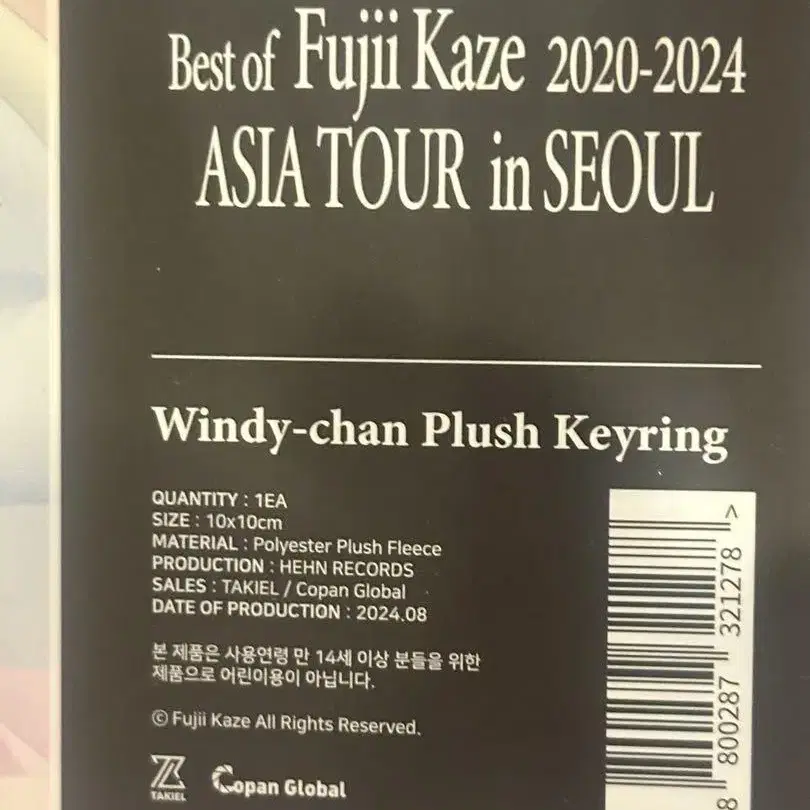 Best of Fujii Kaze 2020-2024
ASIA TOUR in SEOUL
Windy-chan Plush Keyring
QUANTITY : 1EA
SIZE : 10x10cm
MATERIAL : Polyester Plush Fleece
PRODUCTION : HEHN RECORDS
SALES : TAKIEL / Copan Global
DATE OF PRODUCTION : 2024.08
본 제품은 사용연령 만 14세 이상 분들을 위한
제품으로 어린이용이 아닙니다.
© Fujii Kaze All Rights Reserved.
TAKIEL
Copan Global
8 800287 321278 >